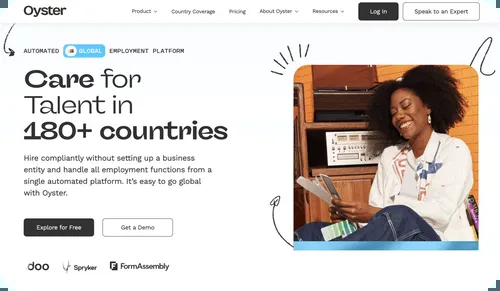 Oyster Product Country Coverage Pricing About Oyster Resources Log In Speak to an Expert
AUTOMATED GLOBAL EMPLOYMENT PLATFORM
Care for
Talent in
180+ countries
Hire compliantly without setting up a business
entity and handle all employment functions from a
single automated platform. It's easy to go global
with Oyster.
Explore for Free Get a Demo
doo Spryker FormAssembly